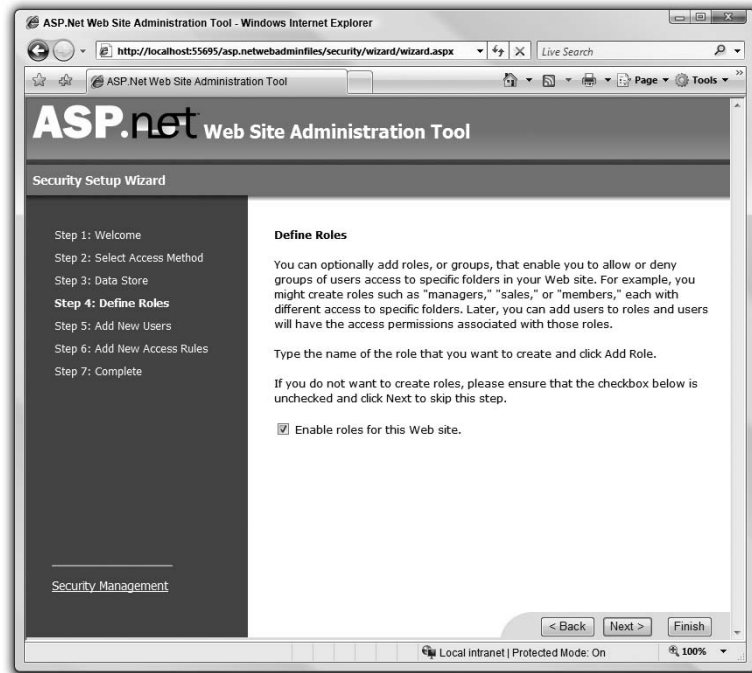 ASP.Net Web Site Administration Tool - Windows Internet Explorer
http://localhost:55695/asp.netwebadminfiles/security/wizard/wizard.aspx
Live Search
ASP.Net Web Site Administration Tool
Page
Tools
ASP.net Web Site Administration Tool
Security Setup Wizard
Step 1: Welcome
Step 2: Select Access Method
Step 3: Data Store
Step 4: Define Roles
Step 5: Add New Users
Step 6: Add New Access Rules
Step 7: Complete
Security Management
Define Roles
You can optionally add roles, or groups, that enable you to allow or deny
groups of users access to specific folders in your Web site. For example, you
might create roles such as "managers," "sales," or "members," each with
different access to specific folders. Later, you can add users to roles and users
will have the access permissions associated with those roles.
Type the name of the role that you want to create and click Add Role.
If you do not want to create roles, please ensure that the checkbox below is
unchecked and click Next to skip this step.
Enable roles for this Web site.
< Back
Next >
Finish
Local intranet | Protected Mode: On
100%